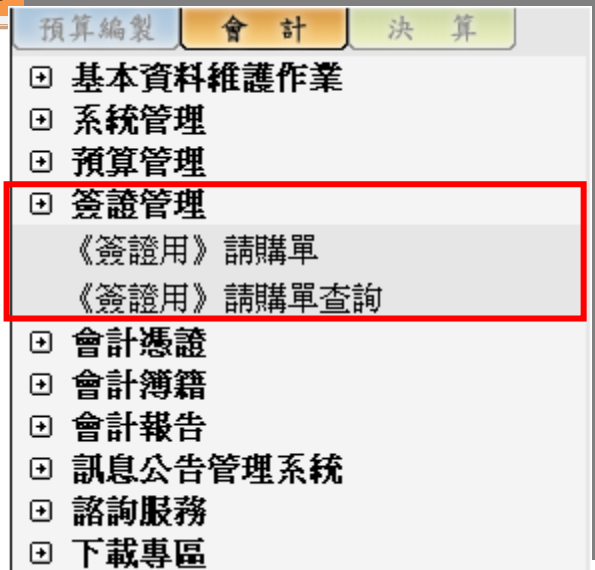 預算編製 會計 決算
基本資料維護作業
系統管理
預算管理
簽證管理
《簽證用》請購單
《簽證用》請購單查詢
會計憑證
會計簿籍
會計報告
訊息公告管理系統
諮詢服務
下載專區